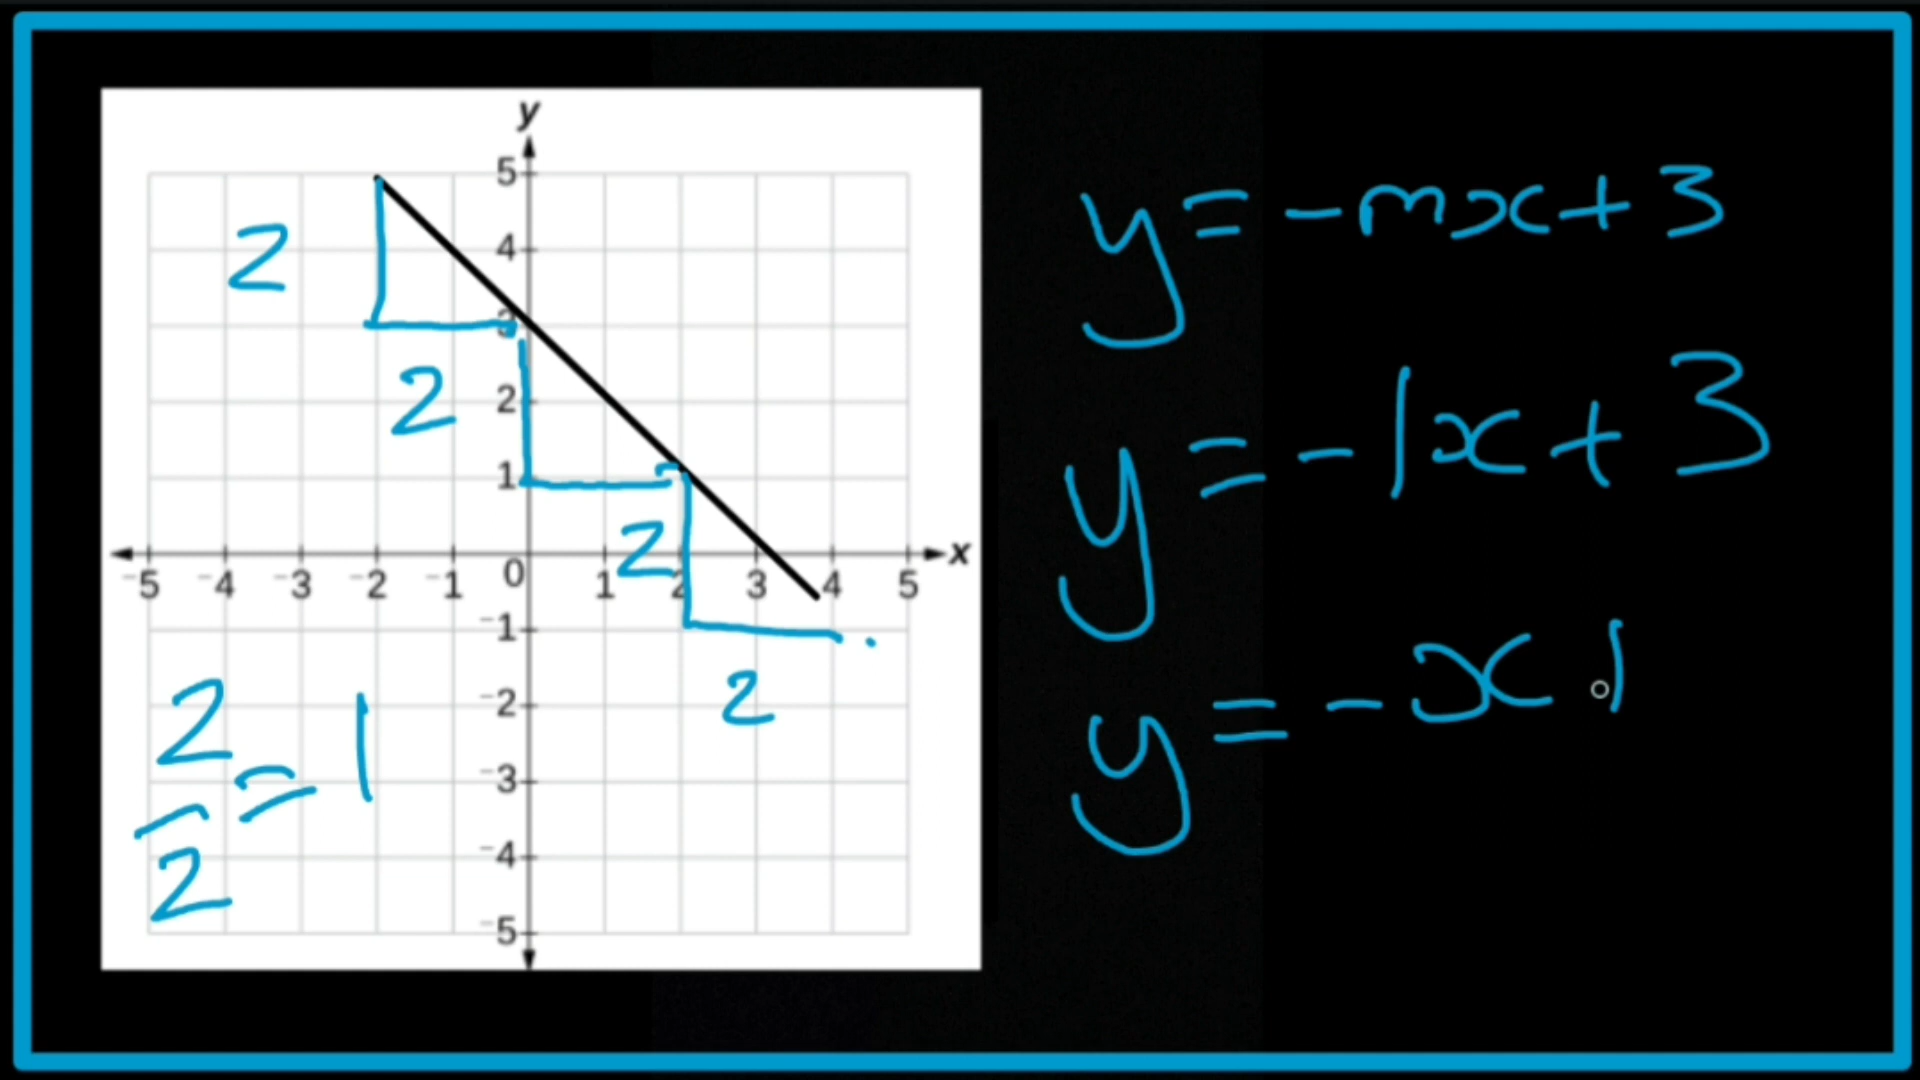 y
5
4
3
2
1
-5 -4 -3 -2 -1 0 1 2 3 4 5 x
-1
-2
-3
-4
-5
2
2
2
2
2/2 = 1
y = -mx + 3
y = -1x + 3
y = -x 1